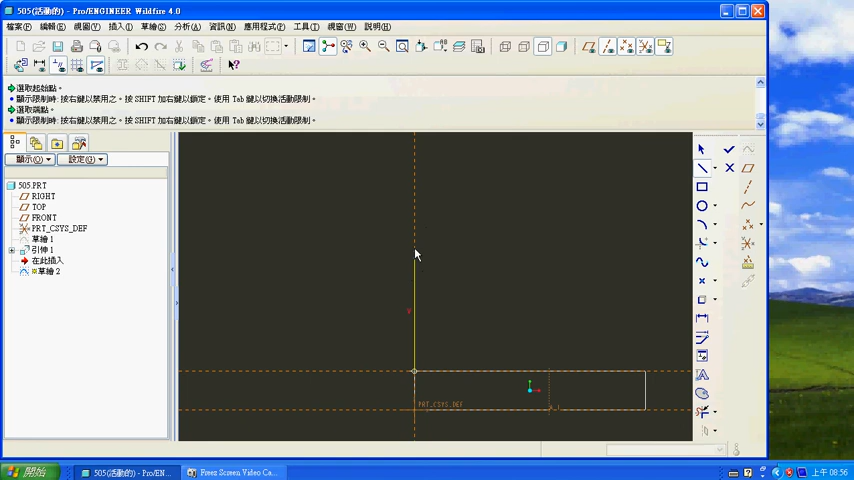 505(活動的) - Pro/ENGINEER Wildfire 4.0
檔案(F) 編輯(E) 視圖(V) 插入(I) 草繪(S) 分析(A) 資訊(N) 應用程式(P) 工具(T) 視窗(W) 說明(H)
選取起始點。
顯示限制時: 按右鍵以禁用之。按 SHIFT 加右鍵以鎖定。使用 Tab 鍵以切換活動限制。
選取端點。
顯示限制時: 按右鍵以禁用之。按 SHIFT 加右鍵以鎖定。使用 Tab 鍵以切換活動限制。
顯示(O) 設定(G)
505.PRT
RIGHT
TOP
FRONT
PRT_CSYS_DEF
草繪 1
引伸 1
在此插入
※草繪 2
V
PRT_CSYS_DEF
開始
505(活動的) - Pro/EN...
Free Screen Video Ca...
上午 08:56